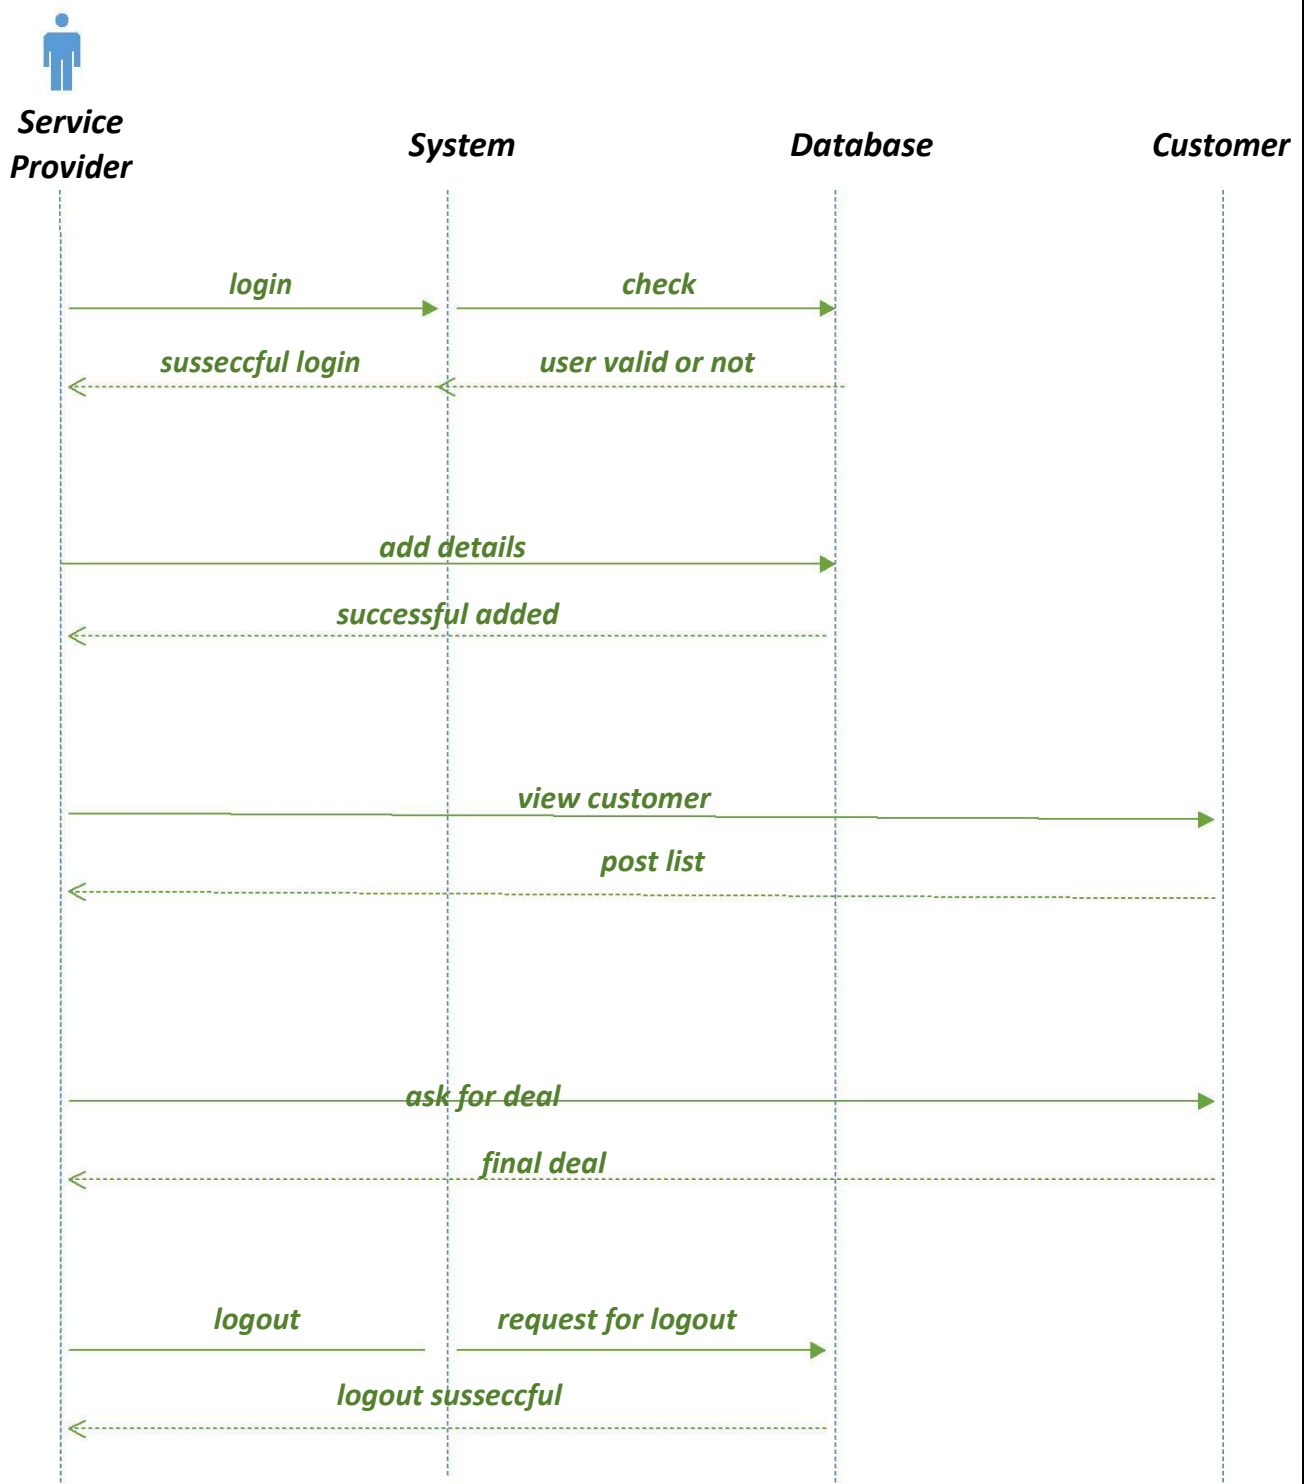 Service
Provider
System
Database
Customer
login
check
susseccful login
user valid or not
add details
successful added
view customer
post list
ask for deal
final deal
logout
request for logout
logout susseccful